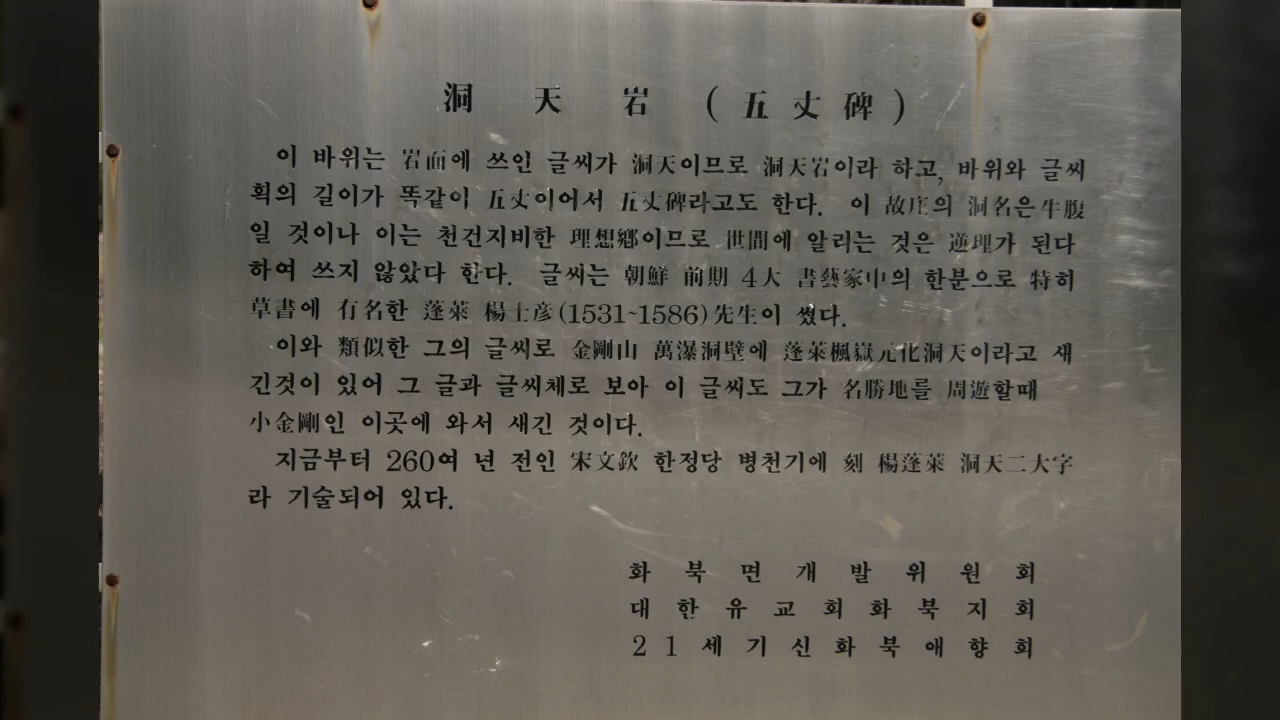 洞天岩 (五丈碑)
이 바위는 岩面에 쓰인 글씨가 洞天이므로 洞天岩이라 하고, 바위와 글씨
획의 길이가 똑같이 五丈이어서 五丈碑라고도 한다. 이 故庄의 洞名은牛腹
일 것이나 이는 천건지비한 理想鄕이므로 世間에 알리는 것은 逆理가 된다
하여 쓰지 않았다 한다. 글씨는 朝鮮 前期 4大 書藝家中의 한분으로 特히
草書에 有名한 蓬萊 楊士彦(1531~1586)先生이 썼다.
이와 類似한 그의 글씨로 金剛山 萬瀑洞壁에 蓬萊楓嶽元化洞天이라고 새
긴것이 있어 그 글과 글씨체로 보아 이 글씨도 그가 名勝地를 周遊할때
小金剛인 이곳에 와서 새긴 것이다.
지금부터 260여 년 전인 宋文欽 한정당 병천기에 刻 楊蓬萊 洞天二大字
라 기술되어 있다.
화북면개발위원회
대한유교회화북지회
21세기신화북애향회